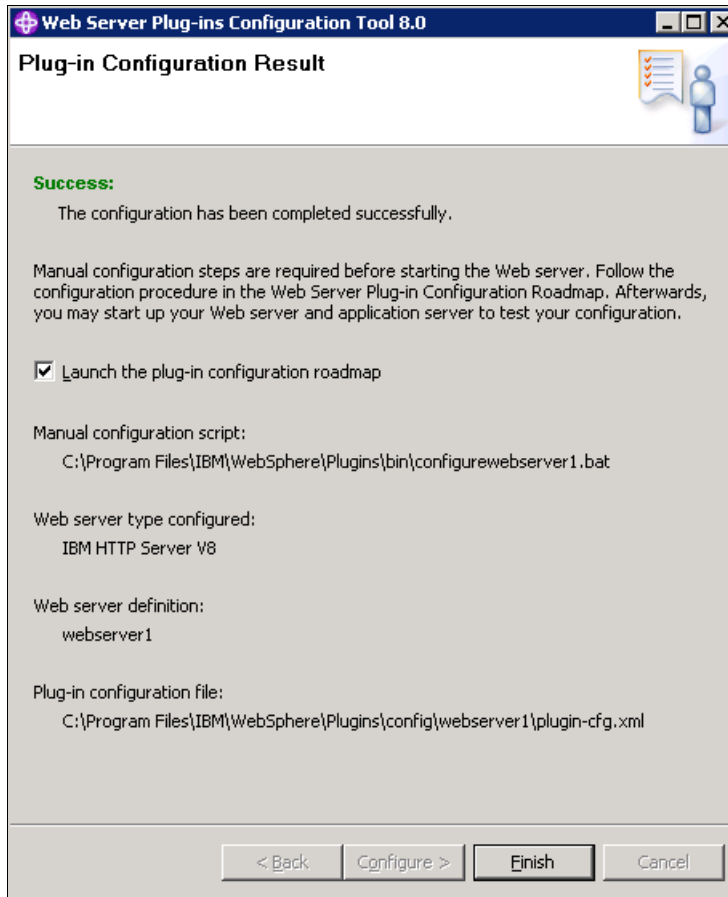 Web Server Plug-ins Configuration Tool 8.0
Plug-in Configuration Result
Success:
The configuration has been completed successfully.
Manual configuration steps are required before starting the Web server. Follow the
configuration procedure in the Web Server Plug-in Configuration Roadmap. Afterwards,
you may start up your Web server and application server to test your configuration.
Launch the plug-in configuration roadmap
Manual configuration script:
C:\Program Files\IBM\WebSphere\Plugins\bin\configurewebserver1.bat
Web server type configured:
IBM HTTP Server V8
Web server definition:
webserver1
Plug-in configuration file:
C:\Program Files\IBM\WebSphere\Plugins\config\webserver1\plugin-cfg.xml
< Back Configure > Finish Cancel